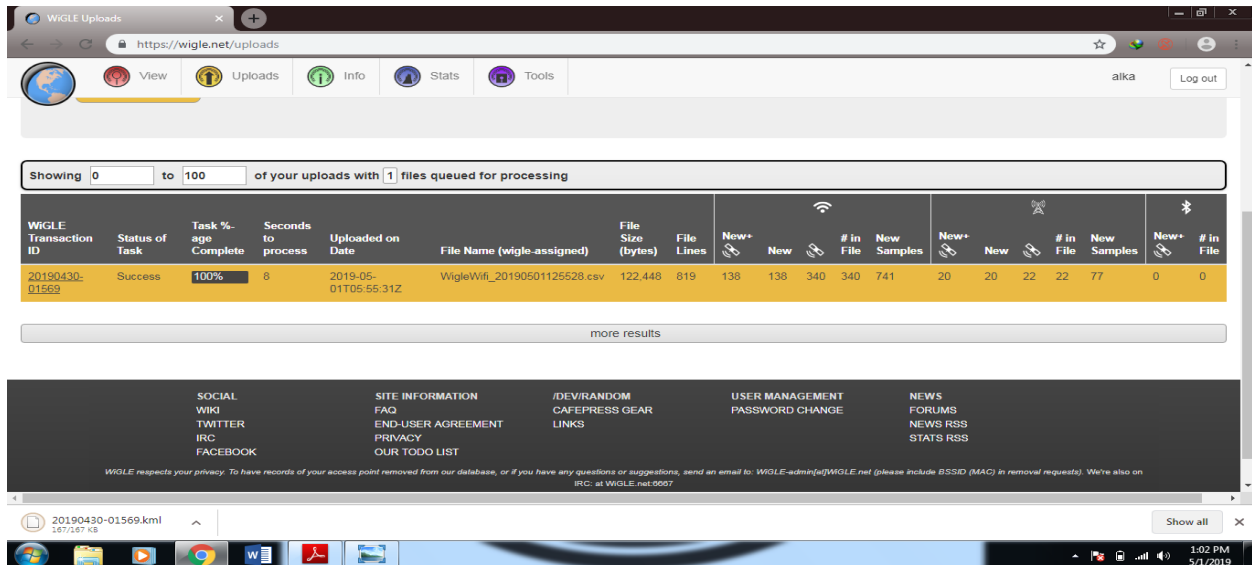 WiGLE Uploads
https://wigle.net/uploads
View Uploads Info Stats Tools alka Log out
Showing 0 to 100 of your uploads with 1 files queued for processing
WiGLE Transaction ID Status of Task Task %-age Complete Seconds to process Uploaded on Date File Name (wigle-assigned) File Size (bytes) File Lines New+ New # in File New Samples New+ New # in File New Samples New+ # in File
20190430-01569 Success 100% 8 2019-05-01T05:55:31Z WigleWifi_20190501125528.csv 122,448 819 138 138 340 340 741 20 20 22 22 77 0 0
more results
SOCIAL SITE INFORMATION /DEV/RANDOM USER MANAGEMENT NEWS
WIKI FAQ CAFEPRESS GEAR PASSWORD CHANGE FORUMS
TWITTER END-USER AGREEMENT LINKS NEWS RSS
IRC PRIVACY STATS RSS
FACEBOOK OUR TODO LIST
WiGLE respects your privacy. To have records of your access point removed from our database, or if you have any questions or suggestions, send an email to: WiGLE-admin[at]WiGLE.net (please include BSSID (MAC) in removal requests). We're also on
IRC: at WiGLE.net:6667
20190430-01569.kml
167/167 KB
Show all
1:02 PM
5/1/2019